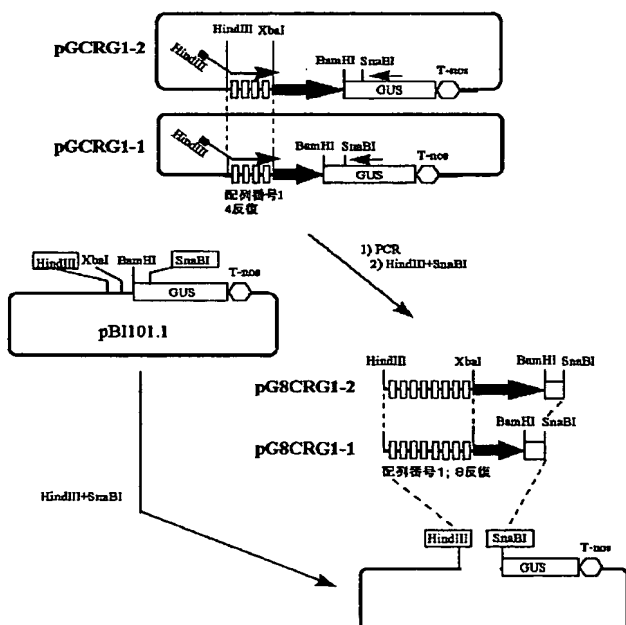 HindIII XbaI
pGCRG1-2
HindIII
BamHI SnaBI
T-nos
GUS
pGCRG1-1
HindIII
BamHI SnaBI
T-nos
GUS
配列番号1
4反復
1) PCR
2) HindIII+SnaBI
HindIII XbaI BamHI SnaBI
T-nos
GUS
pBI101.1
HindIII XbaI BamHI SnaBI
pG8CRG1-2
BamHI SnaBI
pG8CRG1-1
配列番号1; 8反復
HindIII+SnaBI
HindIII SnaBI
T-nos
GUS